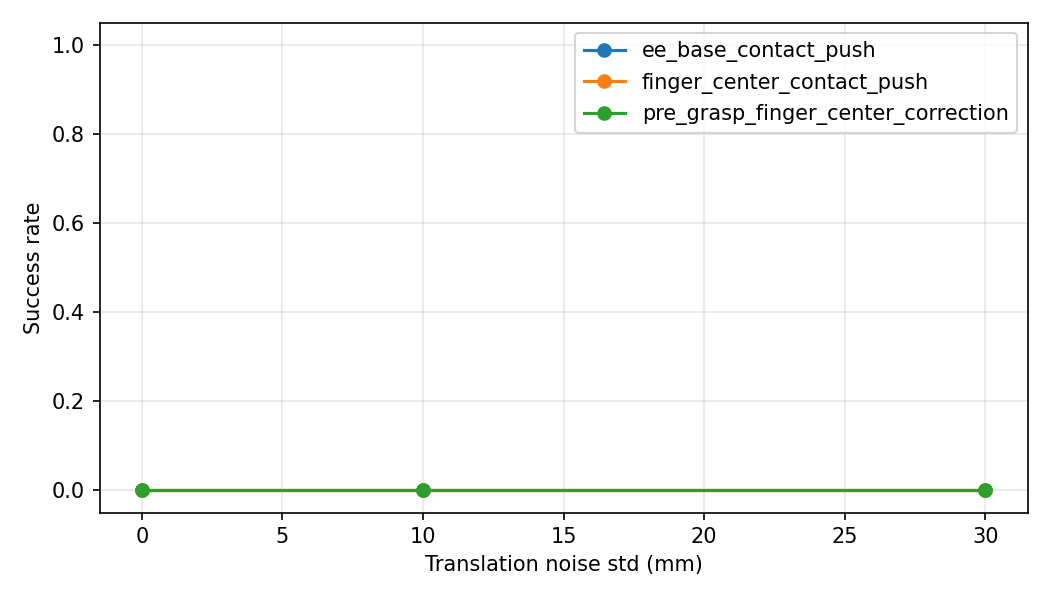 ee_base_contact_push
finger_center_contact_push
pre_grasp_finger_center_correction
1.0
0.8
0.6
0.4
0.2
0.0
Success rate
0 5 10 15 20 25 30
Translation noise std (mm)